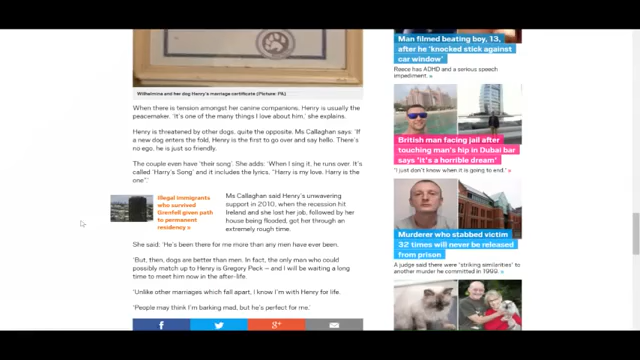 Wilhelmina and her dog Henry's marriage certificate (Picture: PA)
When there is tension amongst her canine companions, Henry is usually the
peacemaker. 'It's one of the many things I love about him,' she explains.
Henry is threatened by other dogs, quite the opposite. Ms Callaghan says: 'If
a new dog enters the fold, Henry is the first to go over and say hello. There's
no ego, he is just so friendly.
The couple even have 'their song'. She adds: 'When I sing it, he runs over. It's
called 'Harry's Song' and it includes the lyrics, "Harry is my love. Harry is the
one".'
Illegal immigrants
who survived
Grenfell given path
to permanent
residency »
Ms Callaghan said Henry's unwavering
support in 2010, when the recession hit
Ireland and she lost her job, followed by her
house being flooded, got her through an
extremely rough time.
She said: 'He's been there for me more than any men have ever been.
'But, then, dogs are better than men. In fact, the only man who could
possibly match up to Henry is Gregory Peck – and I will be waiting a long
time to meet him now in the after-life.
'Unlike other marriages which fall apart, I know I'm with Henry for life.
'People may think I'm barking mad, but he's perfect for me.'
Man filmed beating boy, 13,
after he 'knocked stick against
car window'
Reece has ADHD and a serious speech
impediment. »
British man facing jail after
touching man's hip in Dubai bar
says "it's a horrible dream"
'I just don't know when it is going to end.' »
Murderer who stabbed victim
32 times will never be released
from prison
A judge said there were 'striking similarities' to
another murder he committed in 1999. »